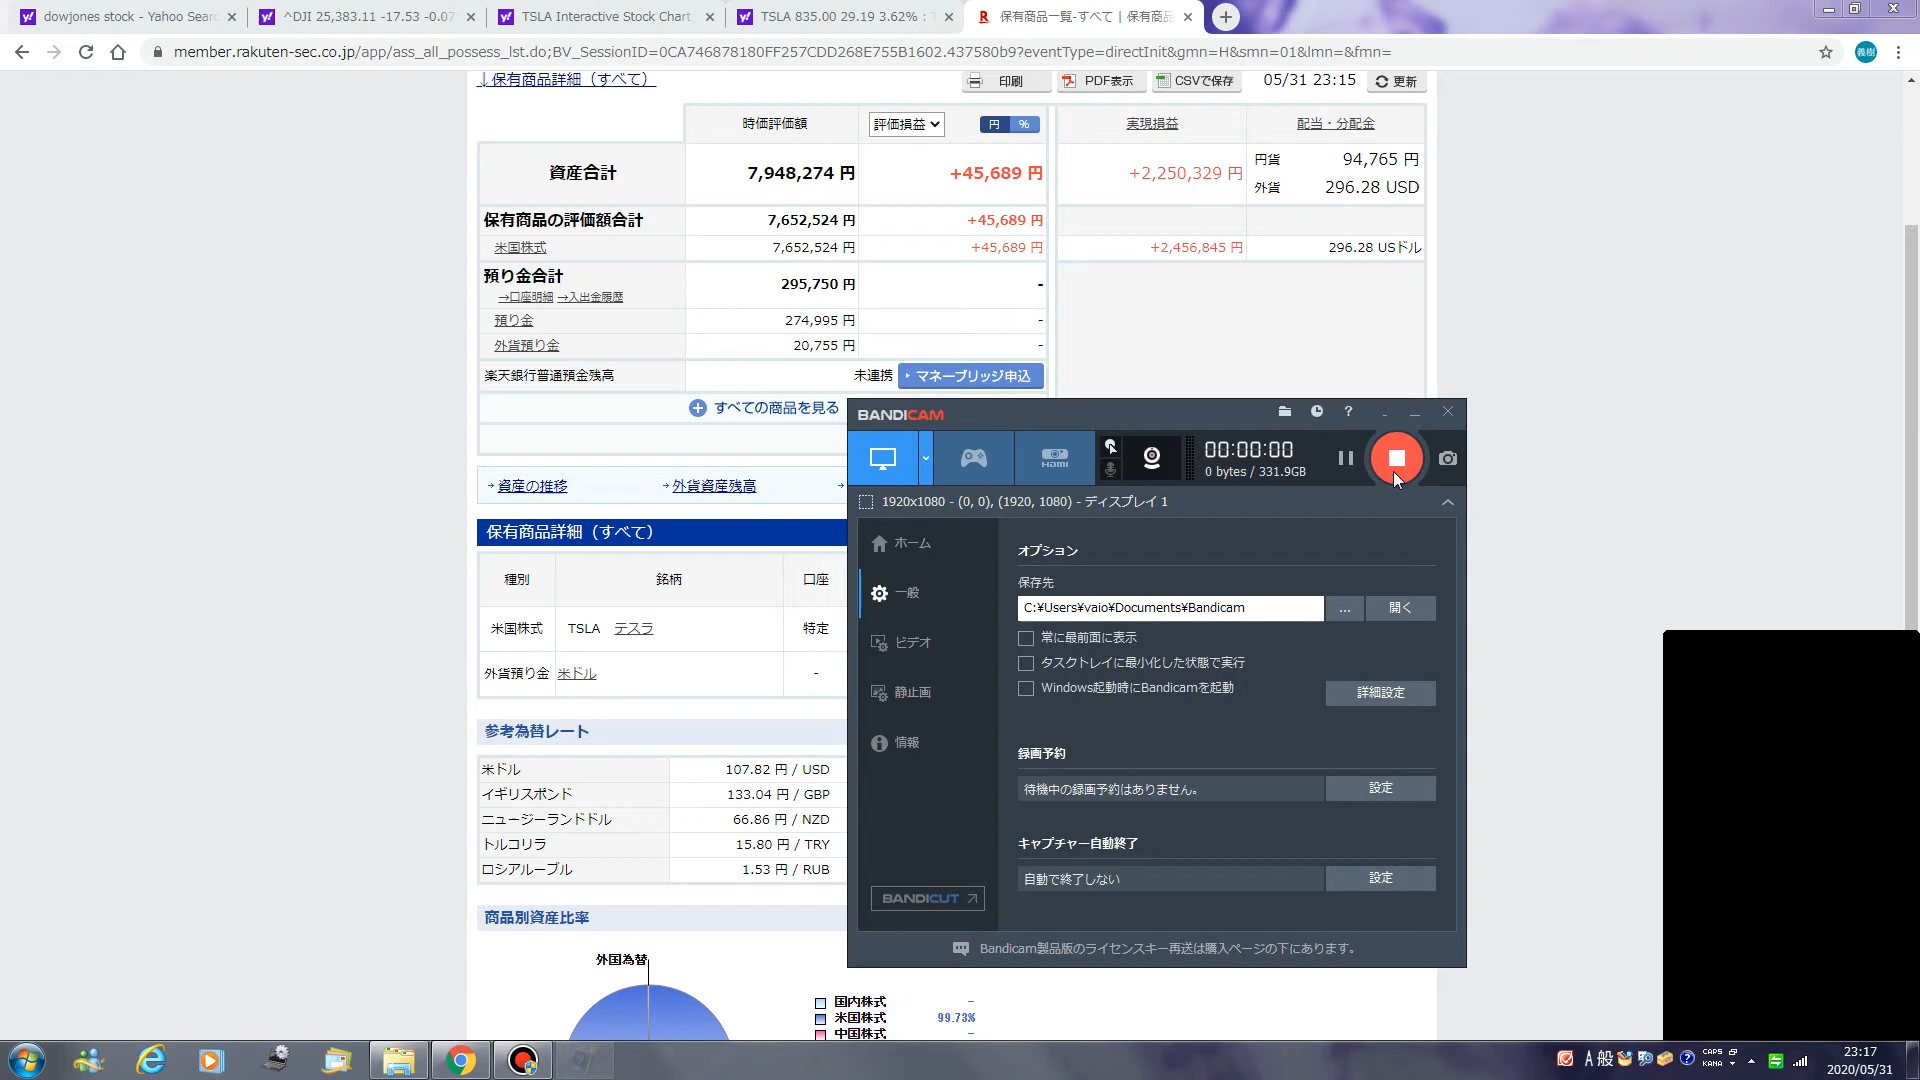 dowjones stock - Yahoo Sear
^DJI 25,383.11 -17.53 -0.07
TSLA Interactive Stock Chart
TSLA 835.00 29.19 3.62% : T
保有商品一覧-すべて | 保有商品
member.rakuten-sec.co.jp/app/ass_all_possess_lst.do;BV_SessionID=0CA746878180FF257CDD268E755B1602.437580b9?eventType=directInit&gmn=H&smn=01&lmn=&fmn=
義樹
↓保有商品詳細（すべて）
印刷
PDF表示
CSVで保存
05/31 23:15
更新
時価評価額
評価損益
円
%
実現損益
配当・分配金
資産合計
7,948,274 円
+45,689 円
+2,250,329 円
円貨 94,765 円
外貨 296.28 USD
保有商品の評価額合計
7,652,524 円
+45,689 円
米国株式
7,652,524 円
+45,689 円
+2,456,845 円
296.28 USドル
預り金合計
295,750 円
-
→口座明細 →入出金履歴
預り金
274,995 円
-
外貨預り金
20,755 円
-
楽天銀行普通預金残高
未連携
マネーブリッジ申込
すべての商品を見る
資産の推移
外貨資産残高
保有商品詳細（すべて）
種別
銘柄
口座
米国株式
TSLA テスラ
特定
外貨預り金
米ドル
-
参考為替レート
米ドル 107.82 円 / USD
イギリスポンド 133.04 円 / GBP
ニュージーランドドル 66.86 円 / NZD
トルコリラ 15.80 円 / TRY
ロシアルーブル 1.53 円 / RUB
商品別資産比率
外国為替
国内株式 －
米国株式 99.73%
中国株式 －
BANDICAM
?
HDMI
00:00:00
0 bytes / 331.9GB
1920x1080 - (0, 0), (1920, 1080) - ディスプレイ 1
ホーム
一般
ビデオ
静止画
情報
BANDICUT
オプション
保存先
C:¥Users¥vaio¥Documents¥Bandicam
...
開く
常に最前面に表示
タスクトレイに最小化した状態で実行
Windows起動時にBandicamを起動
詳細設定
録画予約
待機中の録画予約はありません。
設定
キャプチャー自動終了
自動で終了しない
設定
Bandicam製品版のライセンスキー再送は購入ページの下にあります。
A 般
CAPS
KANA
23:17
2020/05/31